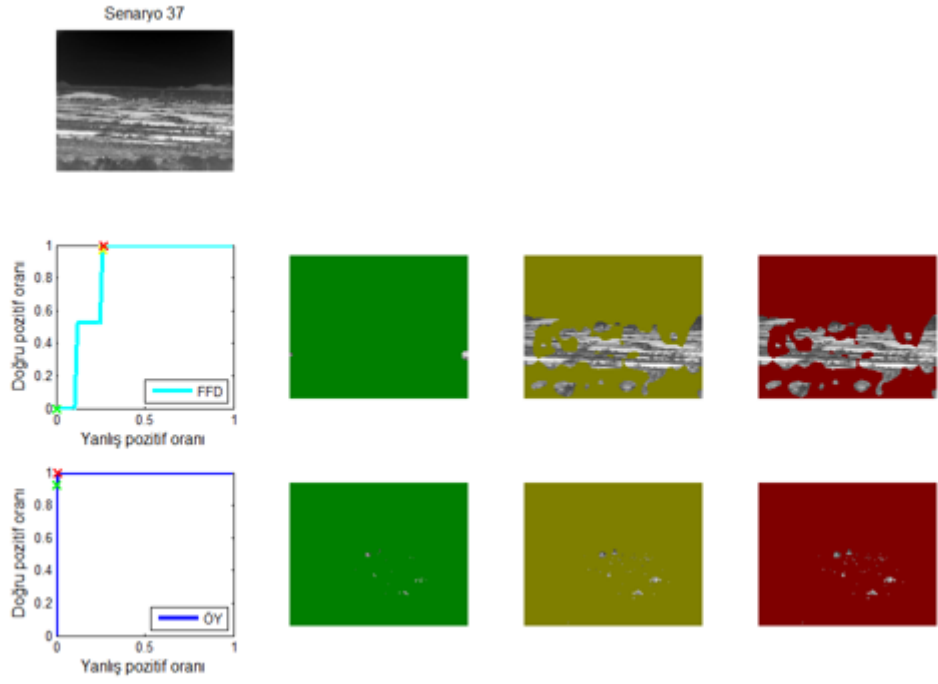 Senaryo 37
1
0.8
0.6
0.4
0.2
0
0
0.5
1
Doğru pozitif oranı
Yanlış pozitif oranı
FFD
1
0.8
0.6
0.4
0.2
0
0
0.5
1
Doğru pozitif oranı
Yanlış pozitif oranı
ÖY